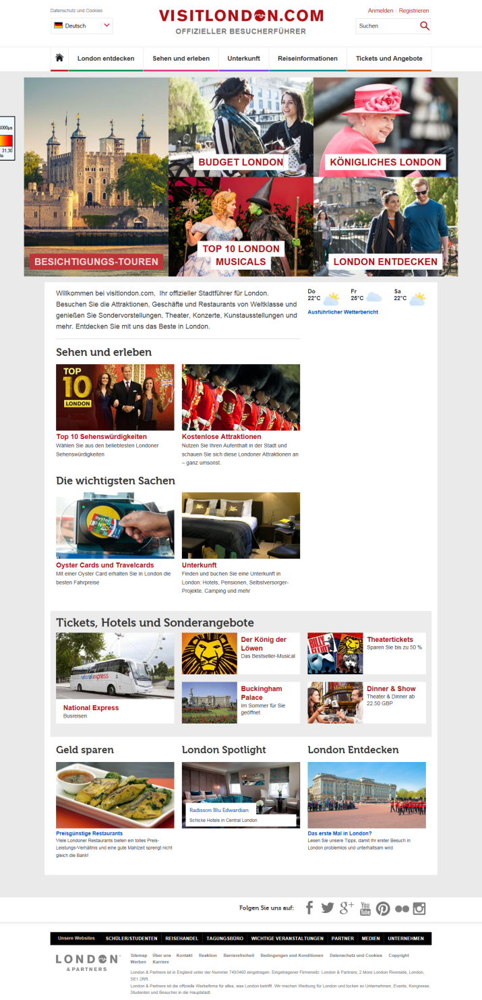 Datenschutz und Cookies
Deutsch
VISITLONDON.COM
OFFIZIELLER BESUCHERFÜHRER
Anmelden | Registrieren
Suchen
London entdecken
Sehen und erleben
Unterkunft
Reiseinformationen
Tickets und Angebote
31,30
BESICHTIGUNGS-TOUREN
BUDGET LONDON
KÖNIGLICHES LONDON
TOP 10 LONDON
MUSICALS
LONDON ENTDECKEN
Willkommen bei visitlondon.com, Ihr offizieller Stadtführer für London.
Besuchen Sie die Attraktionen, Geschäfte und Restaurants von Weltklasse und
genießen Sie Sondervorstellungen, Theater, Konzerte, Kunstausstellungen und
mehr. Entdecken Sie mit uns das Beste in London.
Do
22°C
Fr
25°C
Sa
22°C
Ausführlicher Wetterbericht
Sehen und erleben
TOP
10
LONDON
Top 10 Sehenswürdigkeiten
Wählen Sie aus den beliebtesten Londoner
Sehenswürdigkeiten
Kostenlose Attraktionen
Nutzen Sie Ihren Aufenthalt in der Stadt und
schauen Sie sich diese Londoner Attraktionen an
– ganz umsonst.
Die wichtigsten Sachen
oyster
Oyster Cards und Travelcards
Mit einer Oyster Card erhalten Sie in London die
besten Fahrpreise
Unterkunft
Finden und buchen Sie eine Unterkunft in
London: Hotels, Pensionen, Selbstversorger-
Projekte, Camping und mehr
Tickets, Hotels und Sonderangebote
national express
National Express
Busreisen
Der König der
Löwen
Das Bestseller-Musical
BILLY
ELLIOT
Theatertickets
Sparen Sie bis zu 50 %
Buckingham
Palace
Im Sommer für Sie
geöffnet
Dinner & Show
Theater & Dinner ab
22.50 GBP
Geld sparen
Preisgünstige Restaurants
Viele Londoner Restaurants bieten ein tolles Preis-
Leistungs-Verhältnis und eine gute Mahlzeit sprengt nicht
gleich die Bank!
London Spotlight
Radisson Blu Edwardian
Schicke Hotels in Central London
London Entdecken
Das erste Mal in London?
Lesen Sie unsere Tipps, damit Ihr erster Besuch in
London problemlos und unterhaltsam wird
Folgen Sie uns auf:
You
Tube
Unsere Websites
SCHÜLER/STUDENTEN
REISEHANDEL
TAGUNGSBÜRO
WICHTIGE VERANSTALTUNGEN
PARTNER
MEDIEN
UNTERNEHMEN
LONDON
& PARTNERS
Sitemap Über uns Kontakt Reaktion Barrierefreiheit Bedingungen und Konditionen Datenschutz und Cookies Copyright
Werben Karriere
London & Partners ist in England unter der Nummer 7493460 eingetragen. Eingetragener Firmensitz: London & Partners, 2 More London Riverside, London,
SE1 2RR.
London & Partners ist die offizielle Werbefirma für alles, was London betrifft. Wir machen Werbung für London und locken so Unternehmen, Events, Kongresse,
Studenten und Besucher in die Hauptstadt.